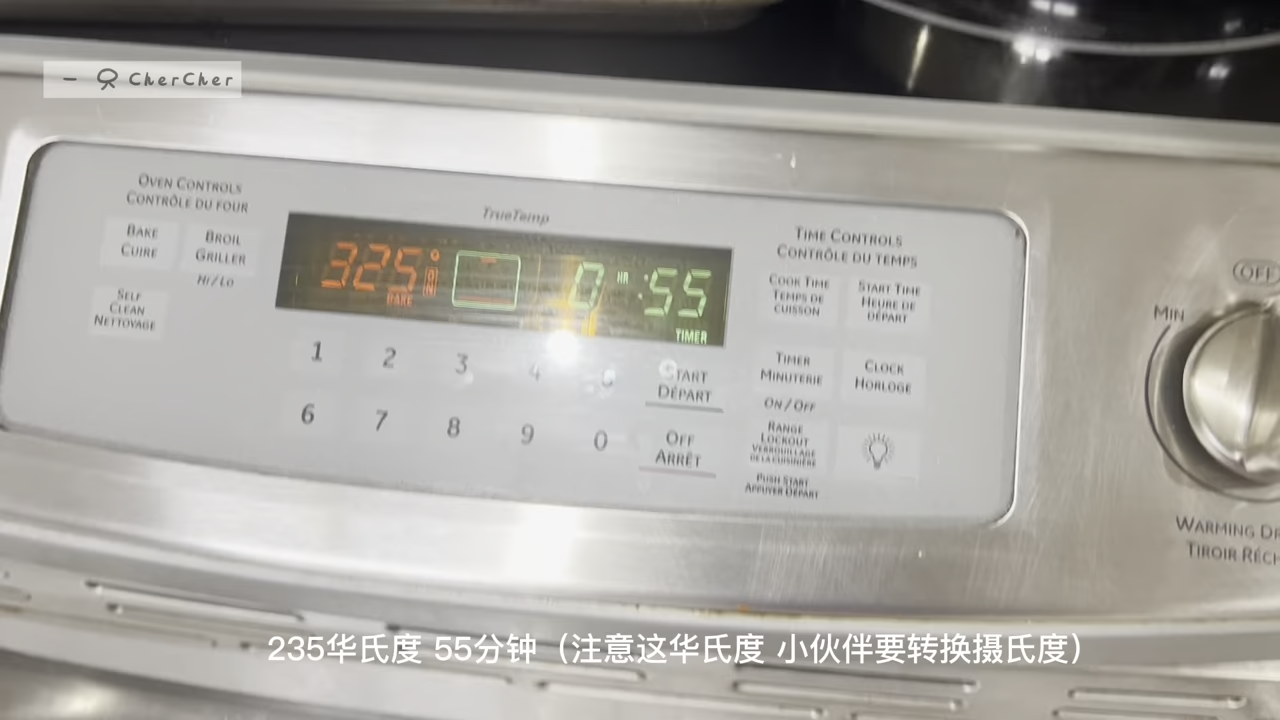 CherCher
OVEN CONTROLS
CONTRÔLE DU FOUR
BAKE
CUIRE
BROIL
GRILLER
Hi/Lo
SELF
CLEAN
NETTOYAGE
TrueTemp
325°
BAKE
0 HR :55
TIMER
1 2 3 4
START
DÉPART
6 7 8 9 0
OFF
ARRÊT
TIME CONTROLS
CONTRÔLE DU TEMPS
COOK TIME
TEMPS DE
CUISSON
START TIME
HEURE DE
DÉPART
TIMER
MINUTERIE
ON/OFF
CLOCK
HORLOGE
RANGE
LOCKOUT
VERROUILLAGE
DE LA CUISINIÈRE
PUSH START
APPUYER DÉPART
OFF
MIN
WARMING DR
TIROIR RÉCH
235华氏度 55分钟（注意这华氏度 小伙伴要转换摄氏度）